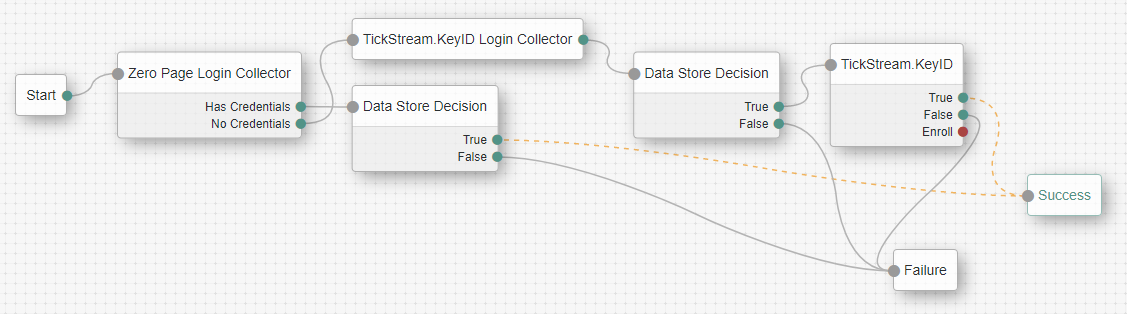 Start
Zero Page Login Collector
Has Credentials
No Credentials
TickStream.KeyID Login Collector
Data Store Decision
True
False
Data Store Decision
True
False
TickStream.KeyID
True
False
Enroll
Success
Failure